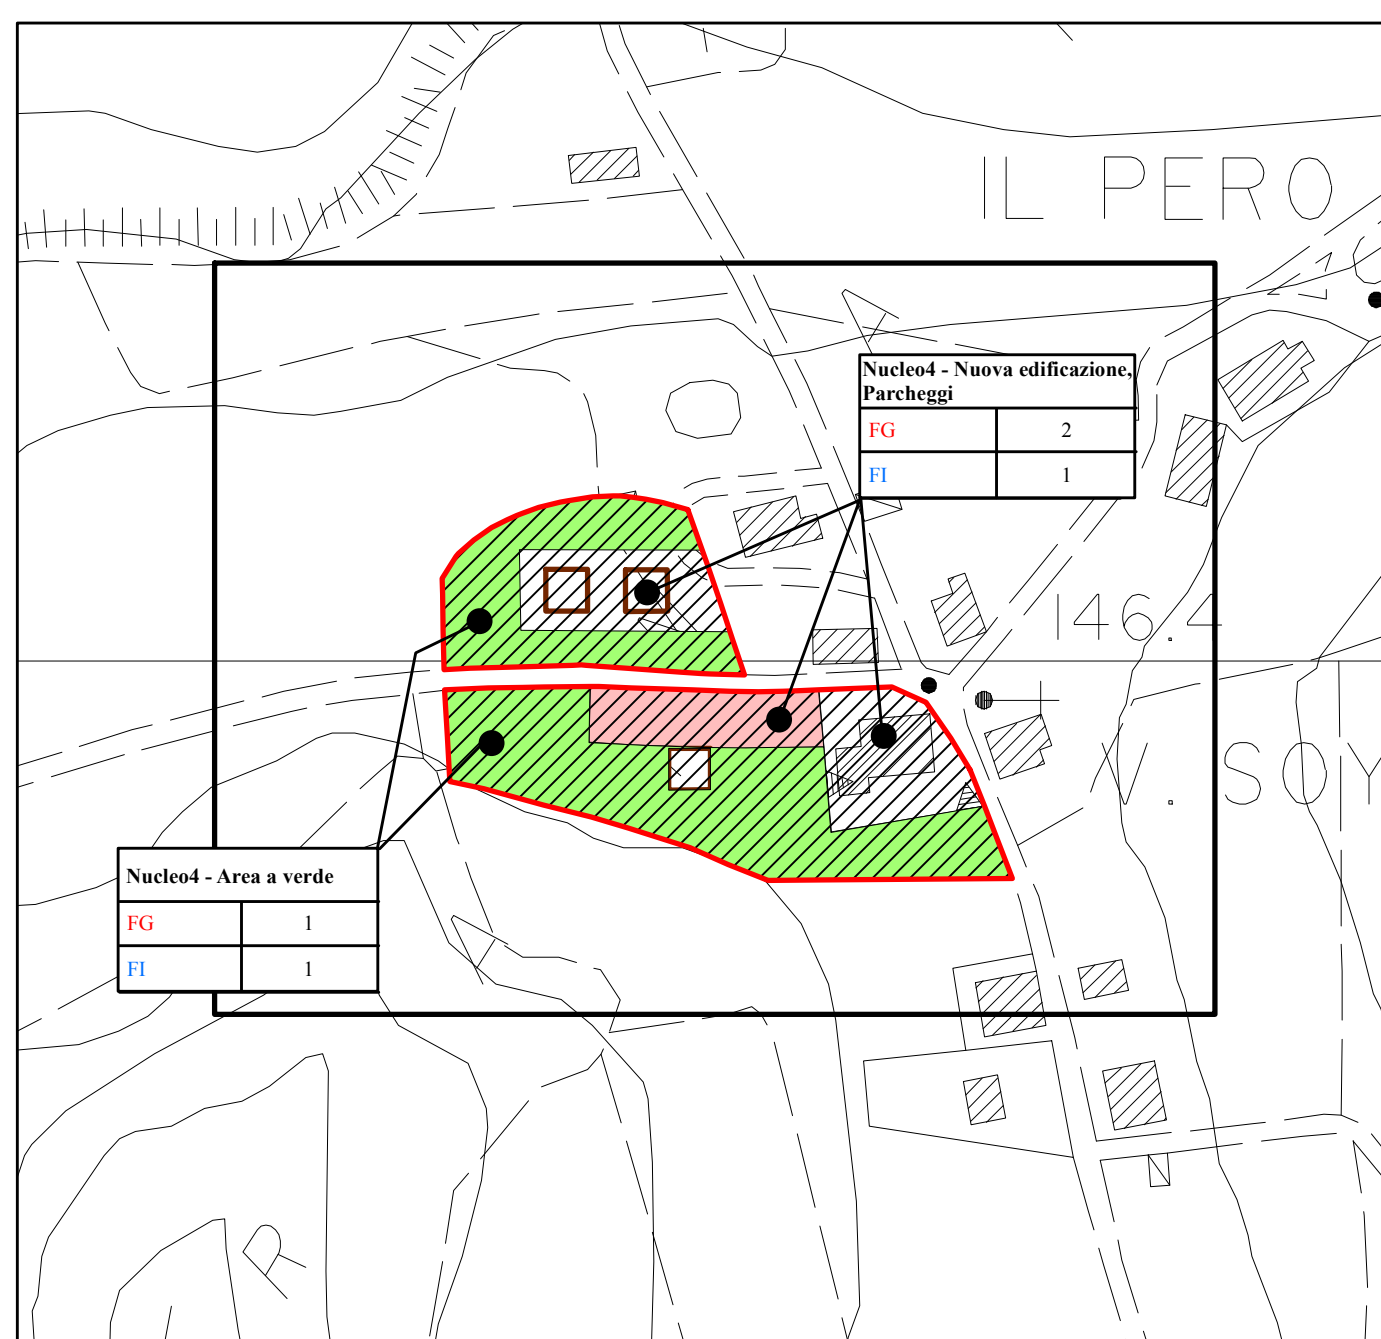 IL PERO
Nucleo4 - Nuova edificazione,
Parcheggi
FG 2
FI 1
146.4
V. SOY
Nucleo4 - Area a verde
FG 1
FI 1
R